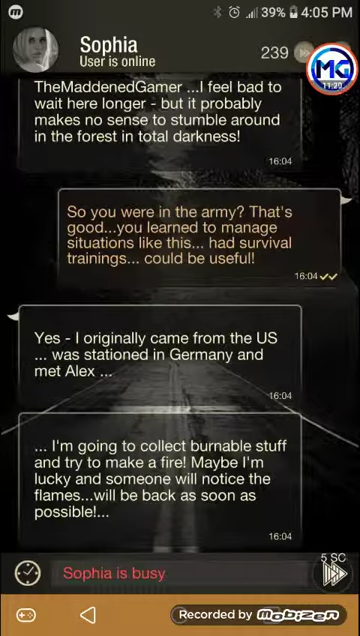 39% 4:05 PM
Sophia
User is online
239
MG
11:20
TheMaddenedGamer ...I feel bad to
wait here longer - but it probably
makes no sense to stumble around
in the forest in total darkness!
16:04
So you were in the army? That's
good...you learned to manage
situations like this... had survival
trainings... could be useful!
16:04
Yes - I originally came from the US
... was stationed in Germany and
met Alex ...
16:04
... I'm going to collect burnable stuff
and try to make a fire! Maybe I'm
lucky and someone will notice the
flames...will be back as soon as
possible!...
16:04
5 SC
Sophia is busy
Recorded by mobizen